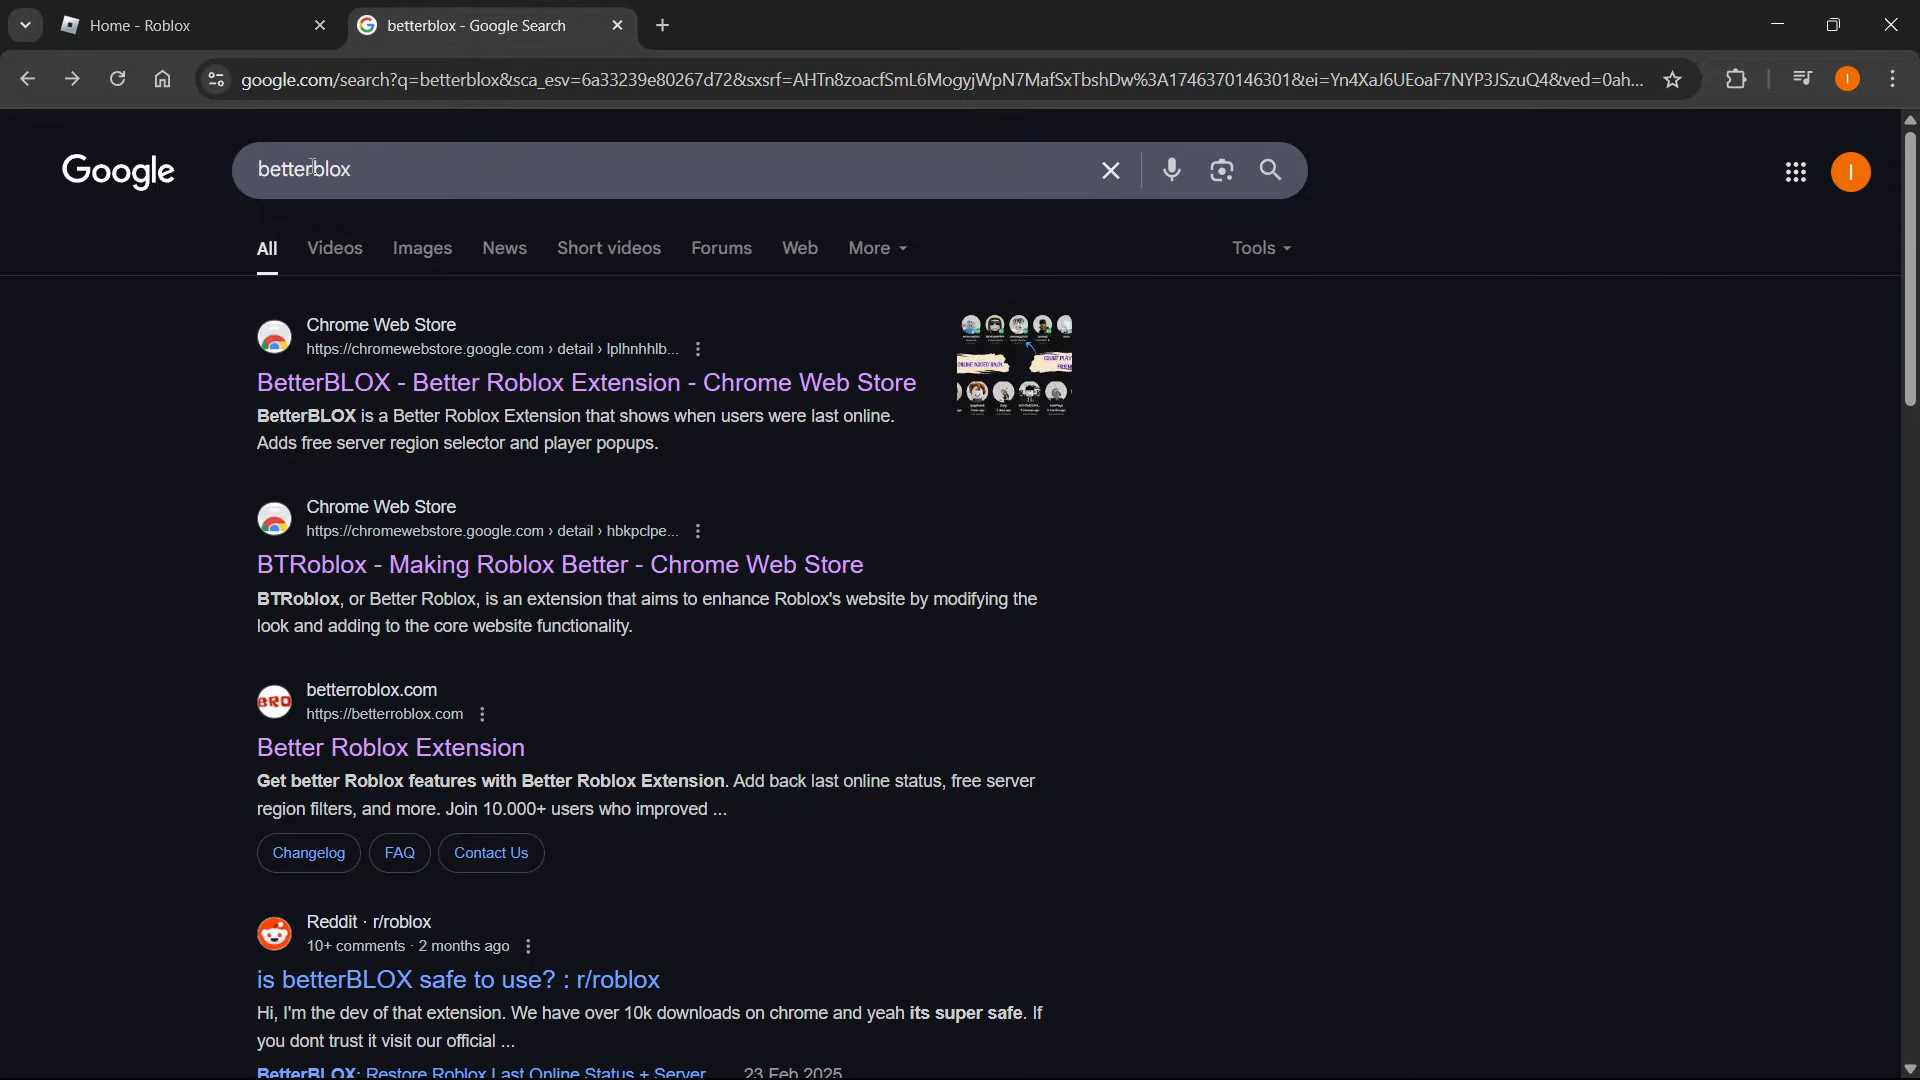 Home - Roblox
betterblox - Google Search
google.com/search?q=betterblox&sca_esv=6a33239e80267d72&sxsrf=AHTn8zoacfSmL6MogyjWpN7MafSxTbshDw%3A1746370146301&ei=Yn4XaJ6UEoaF7NYP3JSzuQ4&ved=0ah...
I
Google
betterblox
I
All
Videos
Images
News
Short videos
Forums
Web
More
Tools
Chrome Web Store
https://chromewebstore.google.com › detail › lplhnhhlb...
BetterBLOX - Better Roblox Extension - Chrome Web Store
BetterBLOX is a Better Roblox Extension that shows when users were last online.
Adds free server region selector and player popups.
Chrome Web Store
https://chromewebstore.google.com › detail › hbkpclpe...
BTRoblox - Making Roblox Better - Chrome Web Store
BTRoblox, or Better Roblox, is an extension that aims to enhance Roblox's website by modifying the
look and adding to the core website functionality.
BRO
betterroblox.com
https://betterroblox.com
Better Roblox Extension
Get better Roblox features with Better Roblox Extension. Add back last online status, free server
region filters, and more. Join 10.000+ users who improved ...
Changelog
FAQ
Contact Us
Reddit · r/roblox
10+ comments · 2 months ago
is betterBLOX safe to use? : r/roblox
Hi, I'm the dev of that extension. We have over 10k downloads on chrome and yeah its super safe. If
you dont trust it visit our official ...
BetterBLOX: Restore Roblox Last Online Status + Server
23 Feb 2025